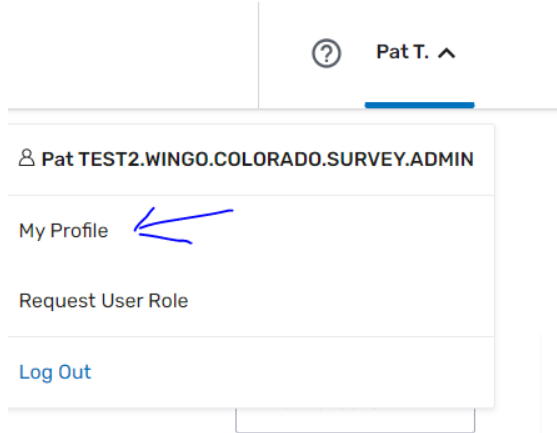 Pat T.
Pat TEST2.WINGO.COLORADO.SURVEY.ADMIN
My Profile
Request User Role
Log Out